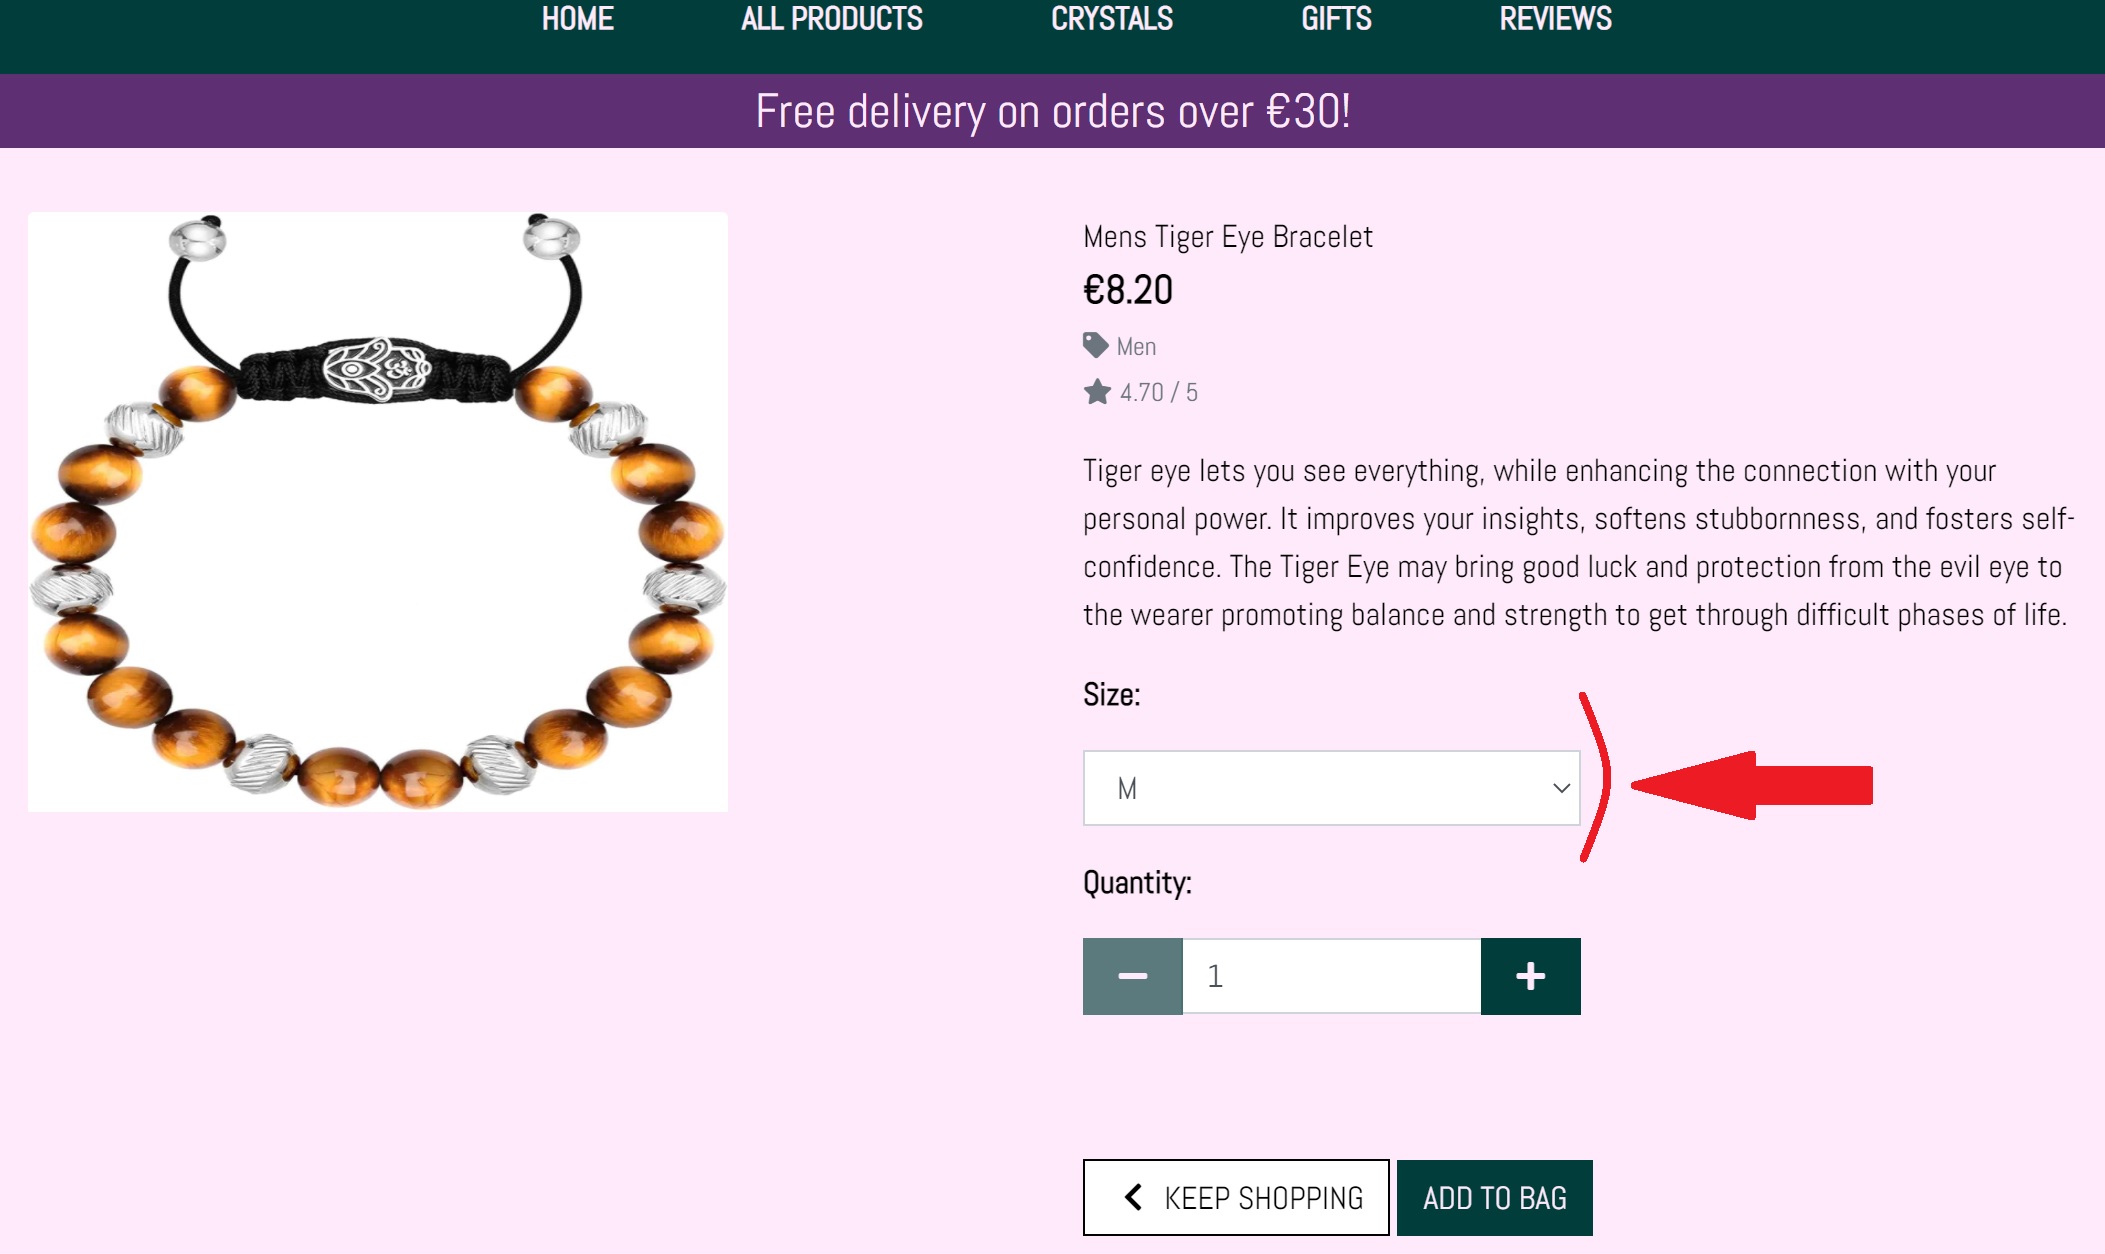 HOME ALL PRODUCTS CRYSTALS GIFTS REVIEWS
Free delivery on orders over €30!
Mens Tiger Eye Bracelet
€8.20
Men
4.70 / 5
Tiger eye lets you see everything, while enhancing the connection with your
personal power. It improves your insights, softens stubbornness, and fosters self-
confidence. The Tiger Eye may bring good luck and protection from the evil eye to
the wearer promoting balance and strength to get through difficult phases of life.
Size:
M
Quantity:
1
KEEP SHOPPING ADD TO BAG